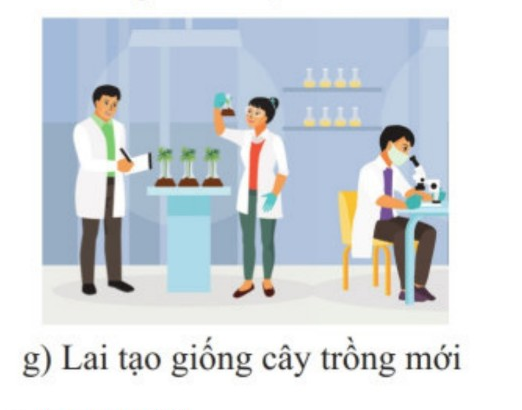 g) Lai tạo giống cây trồng mới